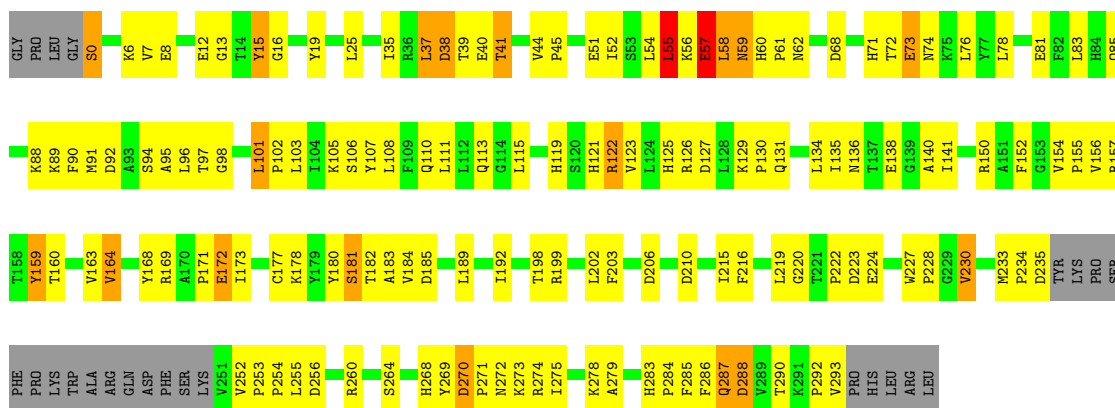 GLY PRO LEU GLY S0 K6 V7 E8 E12 G13 T14 Y15 G16 Y19 L25 I35 R36 L37 D38 T39 E40 T41 V44 P45 E51 I52 S53 L54 L55 K56 E57 L58 N59 H60 P61 N62 D68 H71 T72 E73 N74 K75 L76 Y77 L78 E81 F82 L83 H84 Q85
K88 K89 F90 M91 D92 A93 S94 A95 L96 T97 G98 L101 P102 L103 I104 K105 S106 Y107 L108 F109 Q110 L111 L112 Q113 G114 L115 H119 S120 H121 R122 V123 L124 H125 R126 D127 L128 K129 P130 Q131 L134 I135 N136 T137 E138 G139 A140 I141 R150 A151 F152 G153 V154 P155 V156 R157
T158 Y159 T160 V163 V164 Y168 R169 A170 P171 E172 I173 C177 K178 Y179 Y180 S181 T182 A183 V184 D185 L189 I192 T198 R199 L202 F203 D206 D210 I215 F216 L219 G220 T221 P222 D223 E224 W227 P228 G229 V230 M233 P234 D235 TYR LYS PRO SER
PHE PRO LYS TRP ALA ARG GLN ASP PHE SER LYS V251 V252 P253 P254 L255 D256 R260 S264 H268 Y269 D270 P271 N272 K273 R274 I275 K278 A279 H283 P284 F285 F286 Q287 D288 V289 T290 K291 P292 V293 PRO HIS LEU ARG LEU